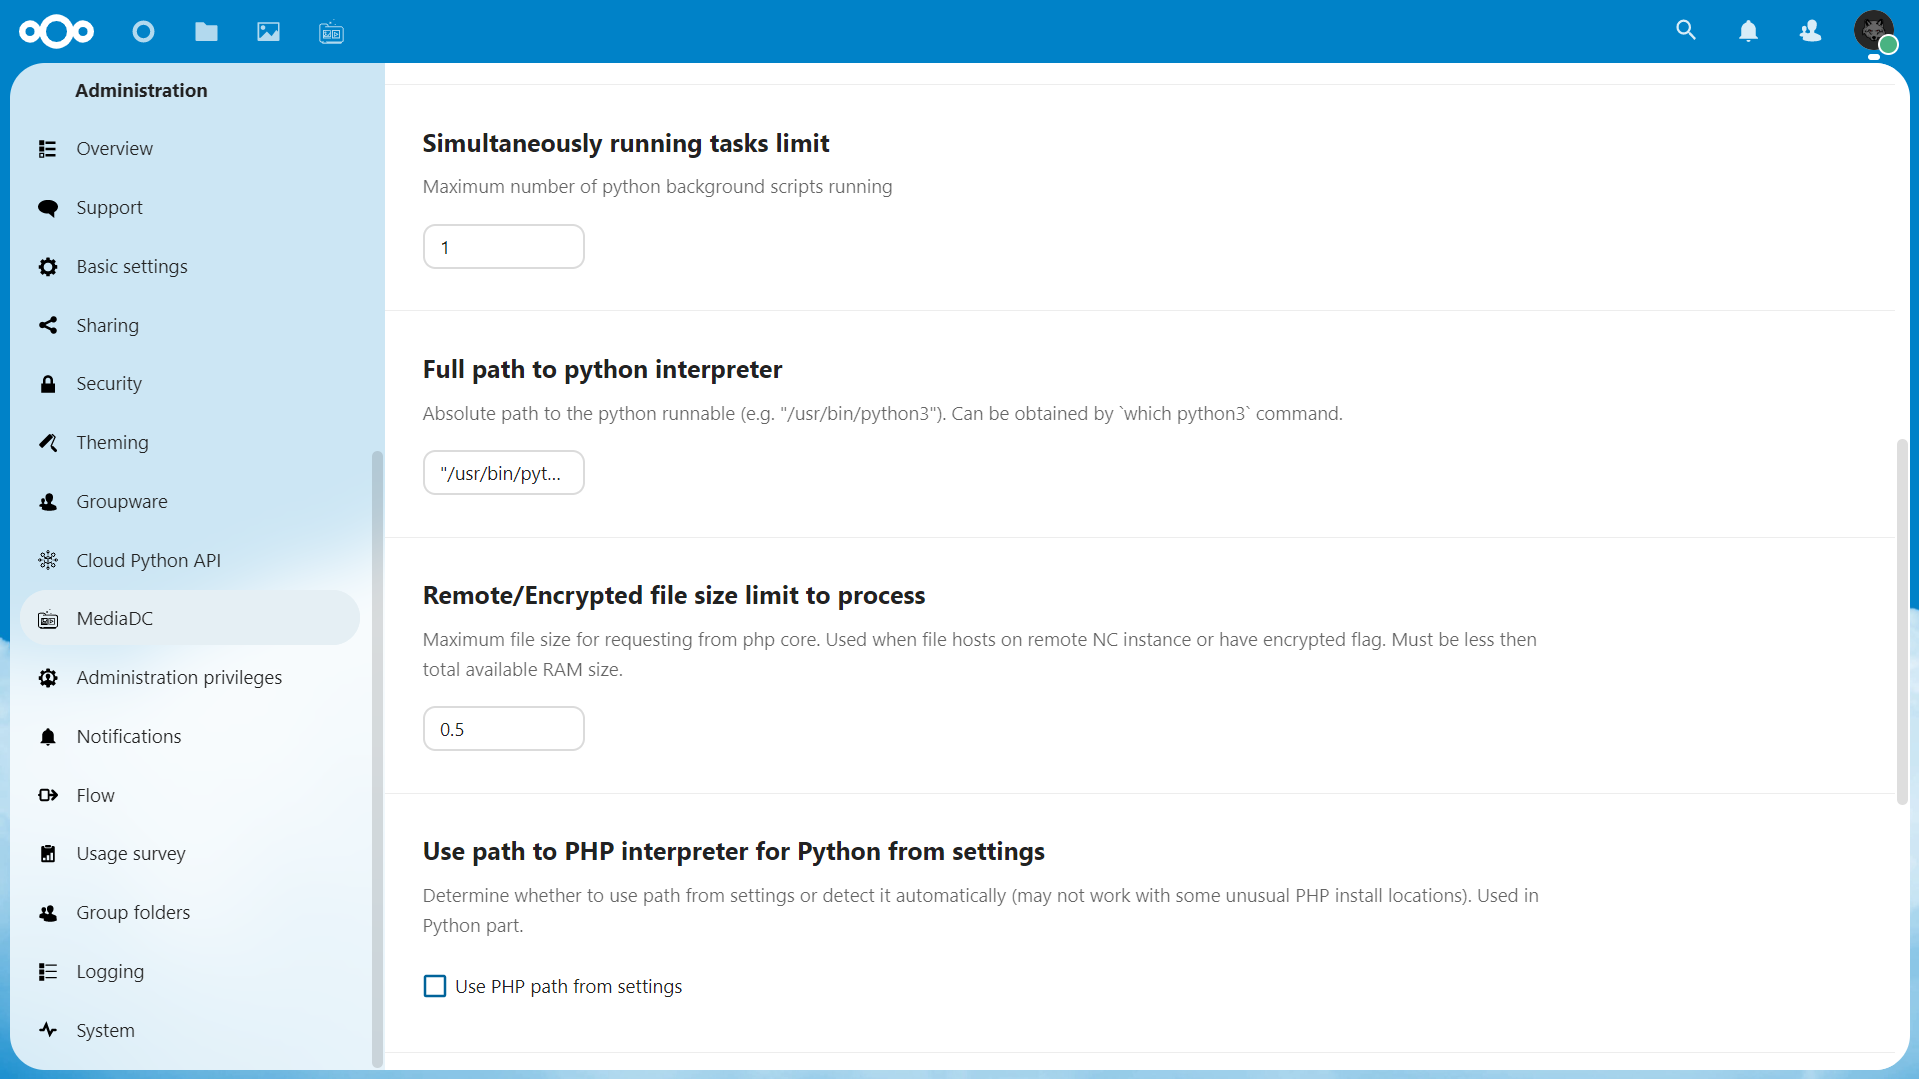 Administration
Overview
Support
Basic settings
Sharing
Security
Theming
Groupware
Cloud Python API
MediaDC
Administration privileges
Notifications
Flow
Usage survey
Group folders
Logging
System
Simultaneously running tasks limit
Maximum number of python background scripts running
1
Full path to python interpreter
Absolute path to the python runnable (e.g. "/usr/bin/python3"). Can be obtained by `which python3` command.
"/usr/bin/pyt...
Remote/Encrypted file size limit to process
Maximum file size for requesting from php core. Used when file hosts on remote NC instance or have encrypted flag. Must be less then
total available RAM size.
0.5
Use path to PHP interpreter for Python from settings
Determine whether to use path from settings or detect it automatically (may not work with some unusual PHP install locations). Used in
Python part.
Use PHP path from settings